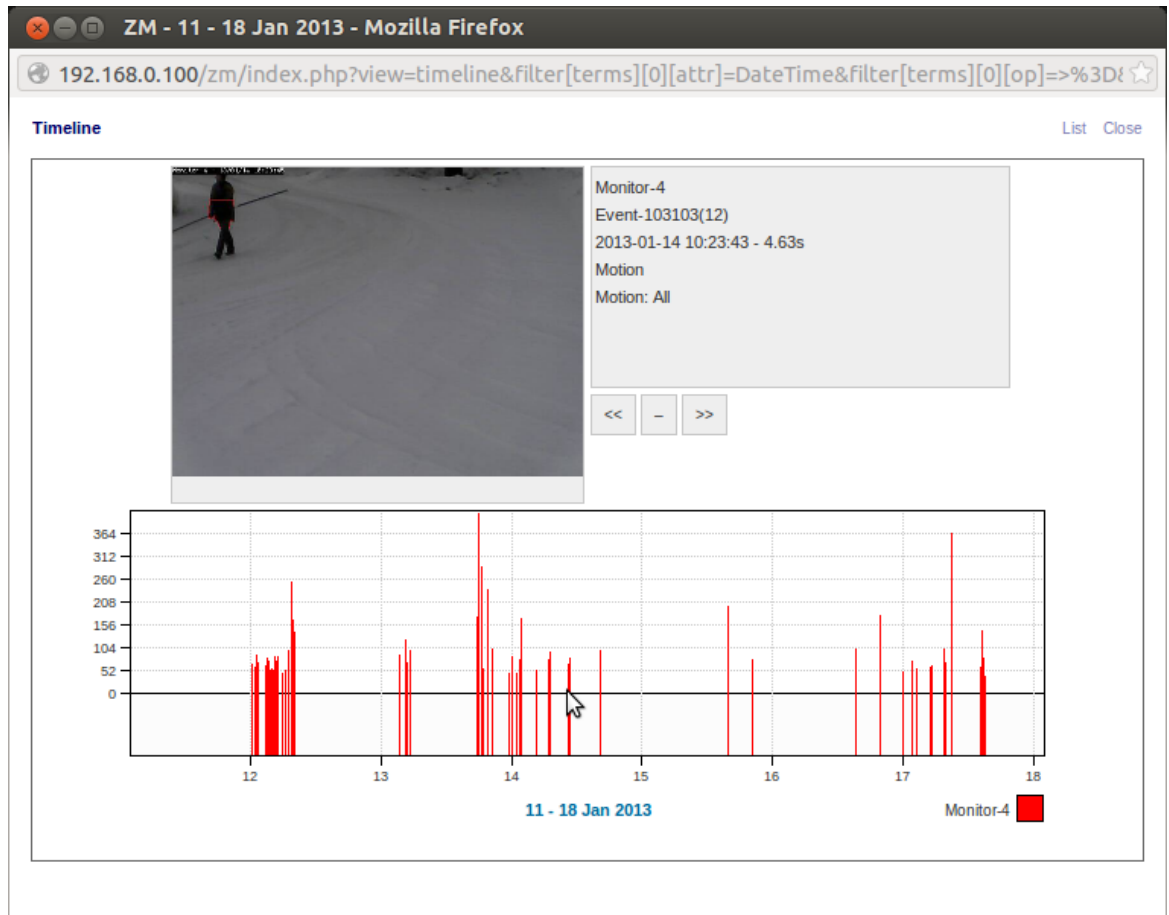 ZM - 11 - 18 Jan 2013 - Mozilla Firefox
192.168.0.100/zm/index.php?view=timeline&filter[terms][0][attr]=DateTime&filter[terms][0][op]=>%3D&
Timeline
List Close
Monitor-4
Event-103103(12)
2013-01-14 10:23:43 - 4.63s
Motion
Motion: All
<< – >>
364
312
260
208
156
104
52
0
12 13 14 15 16 17 18
11 - 18 Jan 2013
Monitor-4